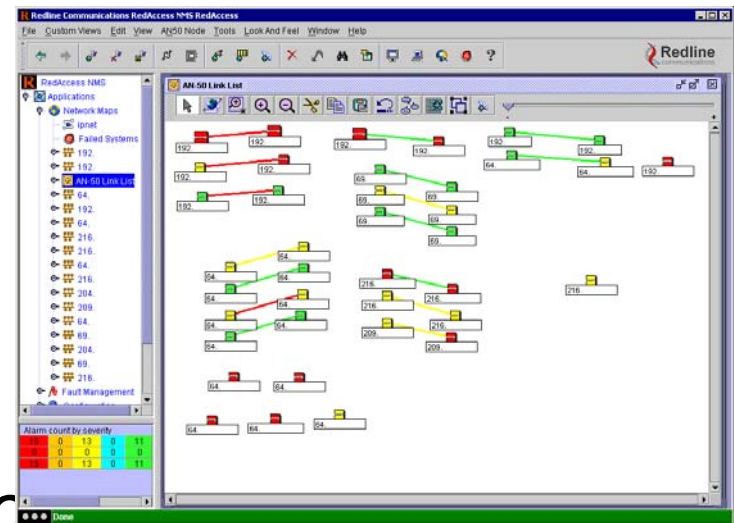 Redline Communications RedAccess NMS RedAccess
File Custom Views Edit View AN50 Node Tools Look And Feel Window Help
?
Redline
communications
RedAccess NMS
Applications
Network Maps
ipnet
Failed Systems
192.
192.
AN-50 Link List
64.
192.
64.
216.
216.
64.
216.
204.
209.
64.
69.
204.
69.
216.
Fault Management
Configuration
Alarm count by severity
0 13 0 11
0 0 0 0 0
0 13 0 11
Done
AN-50 Link List
192. 192. 192. 192. 192. 192.
192. 192. 64. 64. 192.
192. 192.
69. 69.
69. 69.
69. 69.
64. 64.
64. 64.
64. 64.
64. 64.
216. 216.
216. 216.
209. 209.
216.
64. 64.
64. 64. 64.